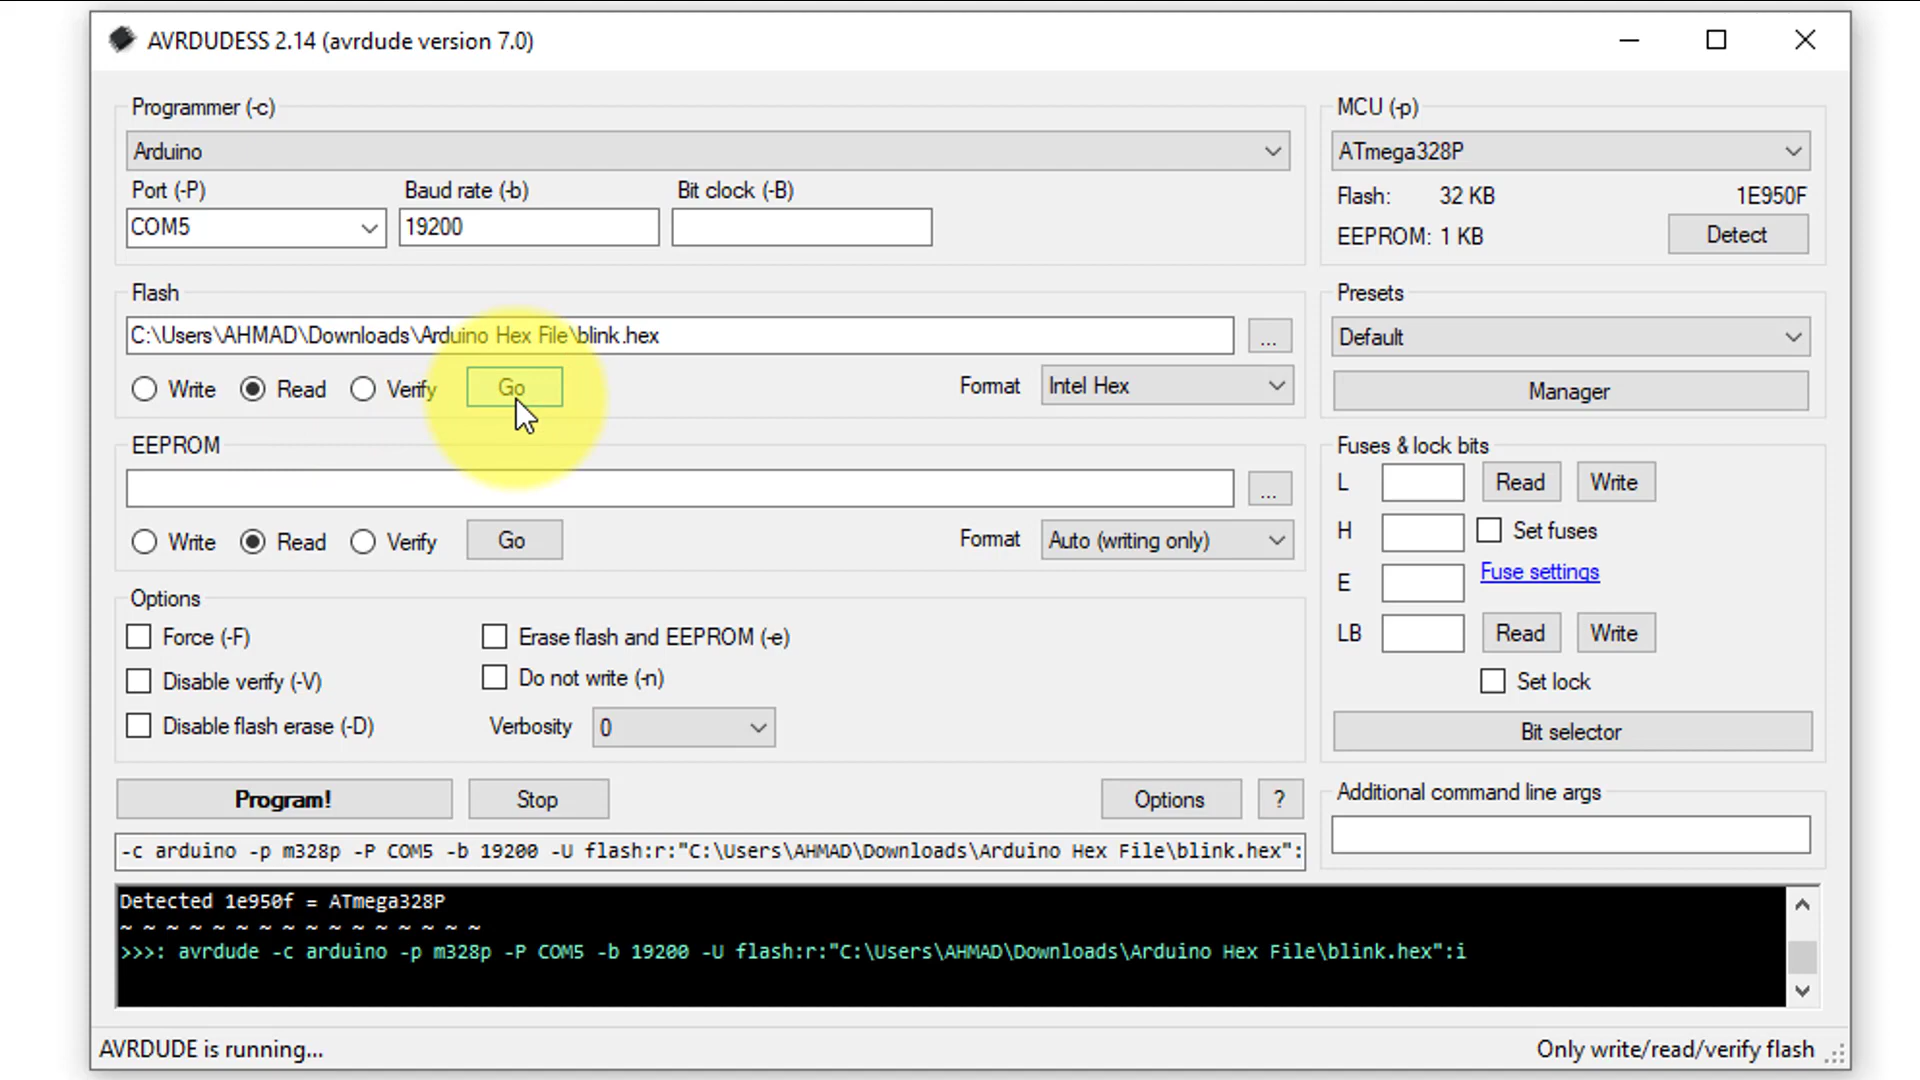 AVRDUDESS 2.14 (avrdude version 7.0)
Programmer (-c)
Arduino
Port (-P)
Baud rate (-b)
Bit clock (-B)
COM5
19200
MCU (-p)
ATmega328P
Flash: 32 KB 1E950F
EEPROM: 1 KB
Detect
Flash
C:\Users\AHMAD\Downloads\Arduino Hex File\blink.hex
...
Write Read Verify Go
Format Intel Hex
Presets
Default
Manager
EEPROM
...
Write Read Verify Go
Format Auto (writing only)
Fuses & lock bits
L Read Write
H Set fuses
E Fuse settings
LB Read Write
Set lock
Bit selector
Options
Force (-F)
Erase flash and EEPROM (-e)
Disable verify (-V)
Do not write (-n)
Disable flash erase (-D)
Verbosity 0
Program! Stop Options ?
Additional command line args
-c arduino -p m328p -P COM5 -b 19200 -U flash:r:"C:\Users\AHMAD\Downloads\Arduino Hex File\blink.hex":
Detected 1e950f = ATmega328P
~ ~ ~ ~ ~ ~ ~ ~ ~ ~ ~ ~ ~ ~ ~ ~
>>>: avrdude -c arduino -p m328p -P COM5 -b 19200 -U flash:r:"C:\Users\AHMAD\Downloads\Arduino Hex File\blink.hex":i
AVRDUDE is running...
Only write/read/verify flash